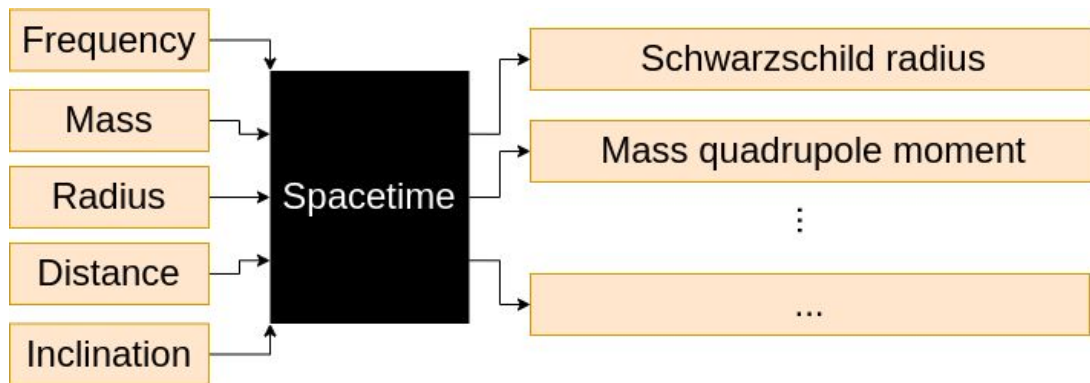 Frequency
Mass
Radius
Distance
Inclination
Spacetime
Schwarzschild radius
Mass quadrupole moment
⋮
...